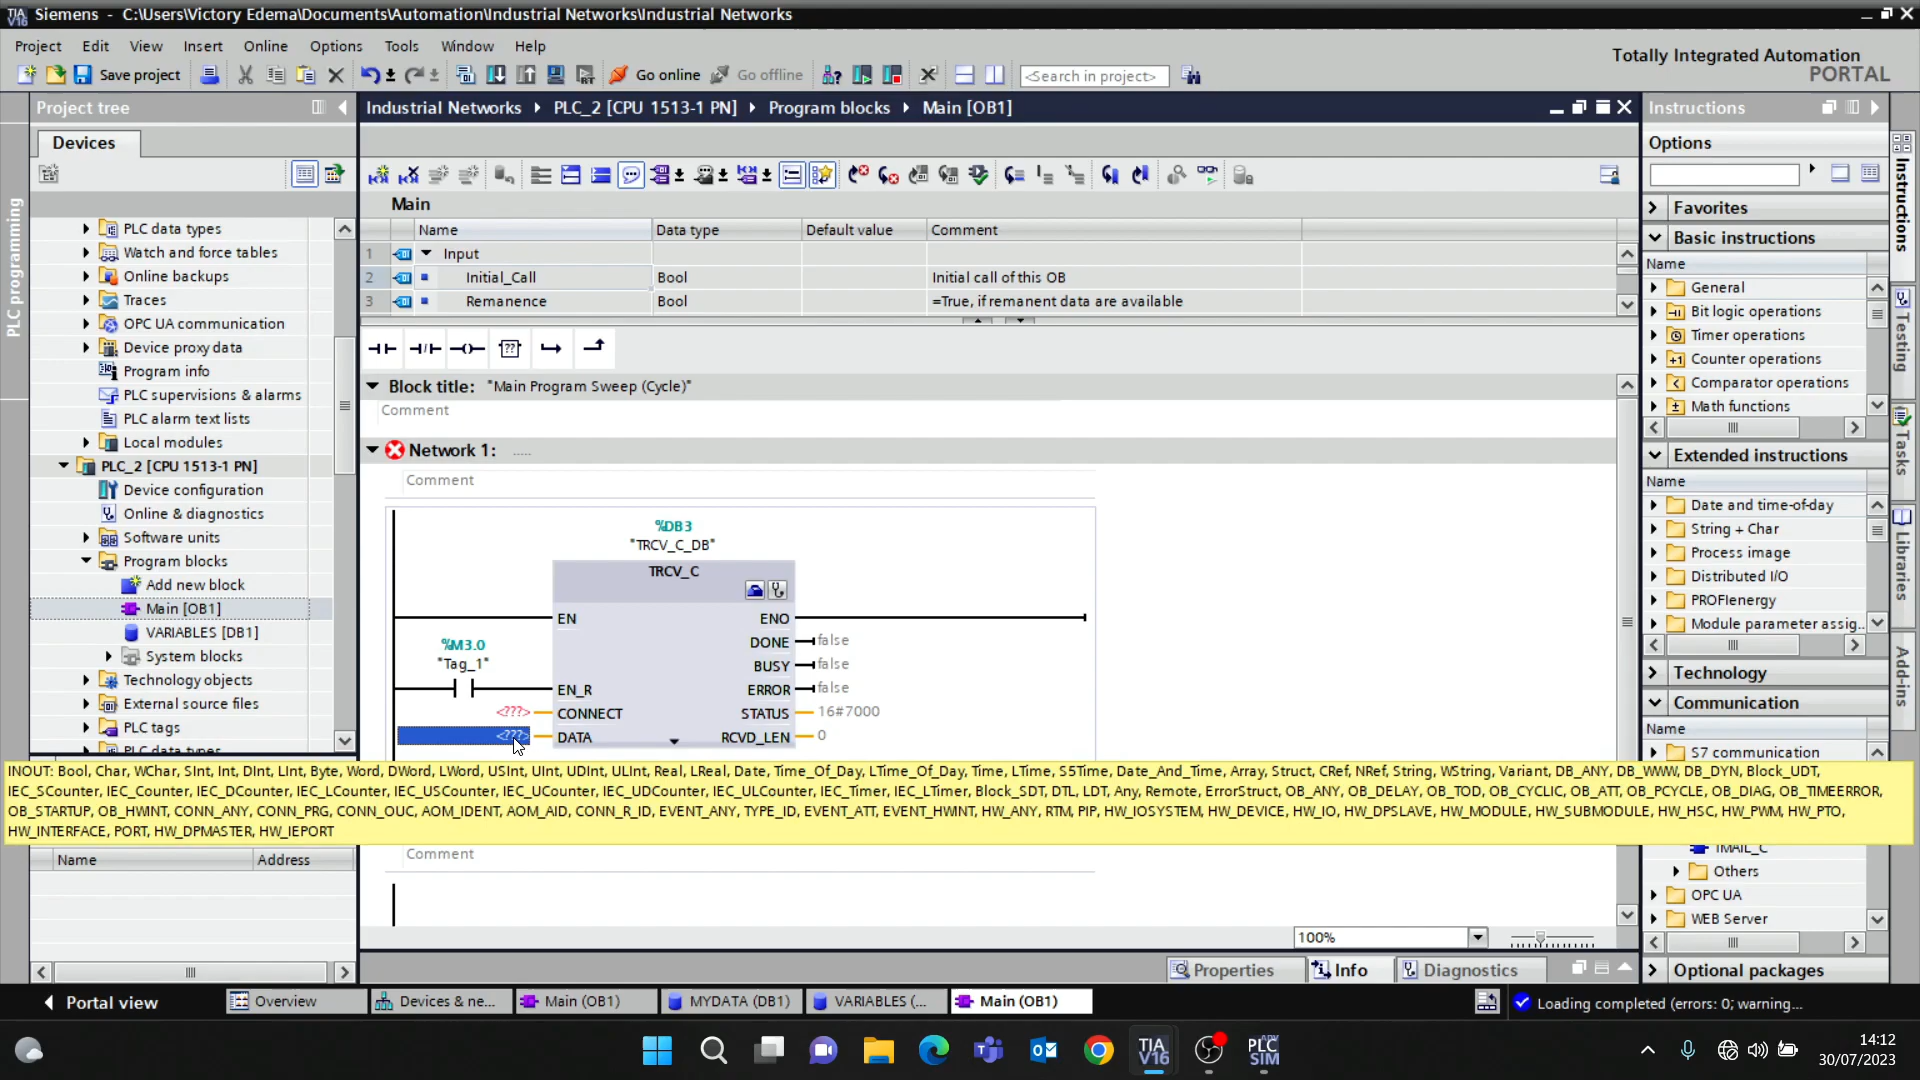 Siemens - C:\Users\Victory Edema\Documents\Automation\Industrial Networks\Industrial Networks
Project Edit View Insert Online Options Tools Window Help
Totally Integrated Automation
PORTAL
Save project
Go online
Go offline
<Search in project>
Project tree
Industrial Networks PLC_2 [CPU 1513-1 PN] Program blocks Main [OB1]
Instructions
Devices
Options
Main
Name Data type Default value Comment
1 Input
2 Initial_Call Bool Initial call of this OB
3 Remanence Bool =True, if remanent data are available
PLC programming
PLC data types
Watch and force tables
Online backups
Traces
OPC UA communication
Device proxy data
Program info
PLC supervisions & alarms
PLC alarm text lists
Local modules
PLC_2 [CPU 1513-1 PN]
Device configuration
Online & diagnostics
Software units
Program blocks
Add new block
Main [OB1]
VARIABLES [DB1]
System blocks
Technology objects
External source files
PLC tags
PLC data types
Name Address
??
Block title: "Main Program Sweep (Cycle)"
Comment
Network 1: .....
Comment
%DB3
"TRCV_C_DB"
TRCV_C
EN ENO
DONE false
%M3.0
"Tag_1"
BUSY false
EN_R ERROR false
<???> CONNECT STATUS 16#7000
<???> DATA RCVD_LEN 0
INOUT: Bool, Char, WChar, SInt, Int, DInt, LInt, Byte, Word, DWord, LWord, USInt, UInt, UDInt, ULInt, Real, LReal, Date, Time_Of_Day, LTime_Of_Day, Time, LTime, S5Time, Date_And_Time, Array, Struct, CRef, NRef, String, WString, Variant, DB_ANY, DB_WWW, DB_DYN, Block_UDT,
IEC_SCounter, IEC_Counter, IEC_DCounter, IEC_LCounter, IEC_USCounter, IEC_UCounter, IEC_UDCounter, IEC_ULCounter, IEC_Timer, IEC_LTimer, Block_SDT, DTL, LDT, Any, Remote, ErrorStruct, OB_ANY, OB_DELAY, OB_TOD, OB_CYCLIC, OB_ATT, OB_PCYCLE, OB_DIAG, OB_TIMEERROR,
OB_STARTUP, OB_HWINT, CONN_ANY, CONN_PRG, CONN_OUC, AOM_IDENT, AOM_AID, CONN_R_ID, EVENT_ANY, TYPE_ID, EVENT_ATT, EVENT_HWINT, HW_ANY, RTM, PIP, HW_IOSYSTEM, HW_DEVICE, HW_IO, HW_DPSLAVE, HW_MODULE, HW_SUBMODULE, HW_HSC, HW_PWM, HW_PTO,
HW_INTERFACE, PORT, HW_DPMASTER, HW_IEPORT
Comment
100%
Properties Info Diagnostics
Favorites
Basic instructions
Name
General
Bit logic operations
Timer operations
Counter operations
Comparator operations
Math functions
Extended instructions
Name
Date and time-of-day
String + Char
Process image
Distributed I/O
PROFIenergy
Module parameter assig..
Technology
Communication
Name
S7 communication
TMAIL_C
Others
OPC UA
WEB Server
Optional packages
Instructions
Testing
Tasks
Libraries
Add-ins
Portal view
Overview
Devices & ne...
Main (OB1)
MYDATA (DB1)
VARIABLES (...
Main (OB1)
Loading completed (errors: 0; warning...
TIA
V16
PLC
SIM
14:12
30/07/2023